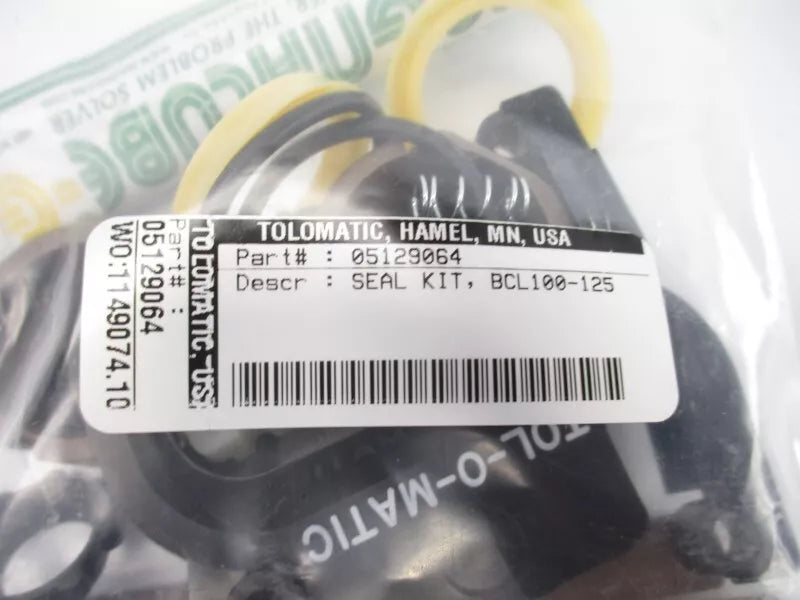 THE PROBLEM SOLVER
TOLOMATIC, HAMEL, MN, USA
Part# : 05129064
Descr : SEAL KIT, BCL100-125
TOLOMATIC, USA
Part# :
05129064
WO:1149074.10
TOL-O-MATIC